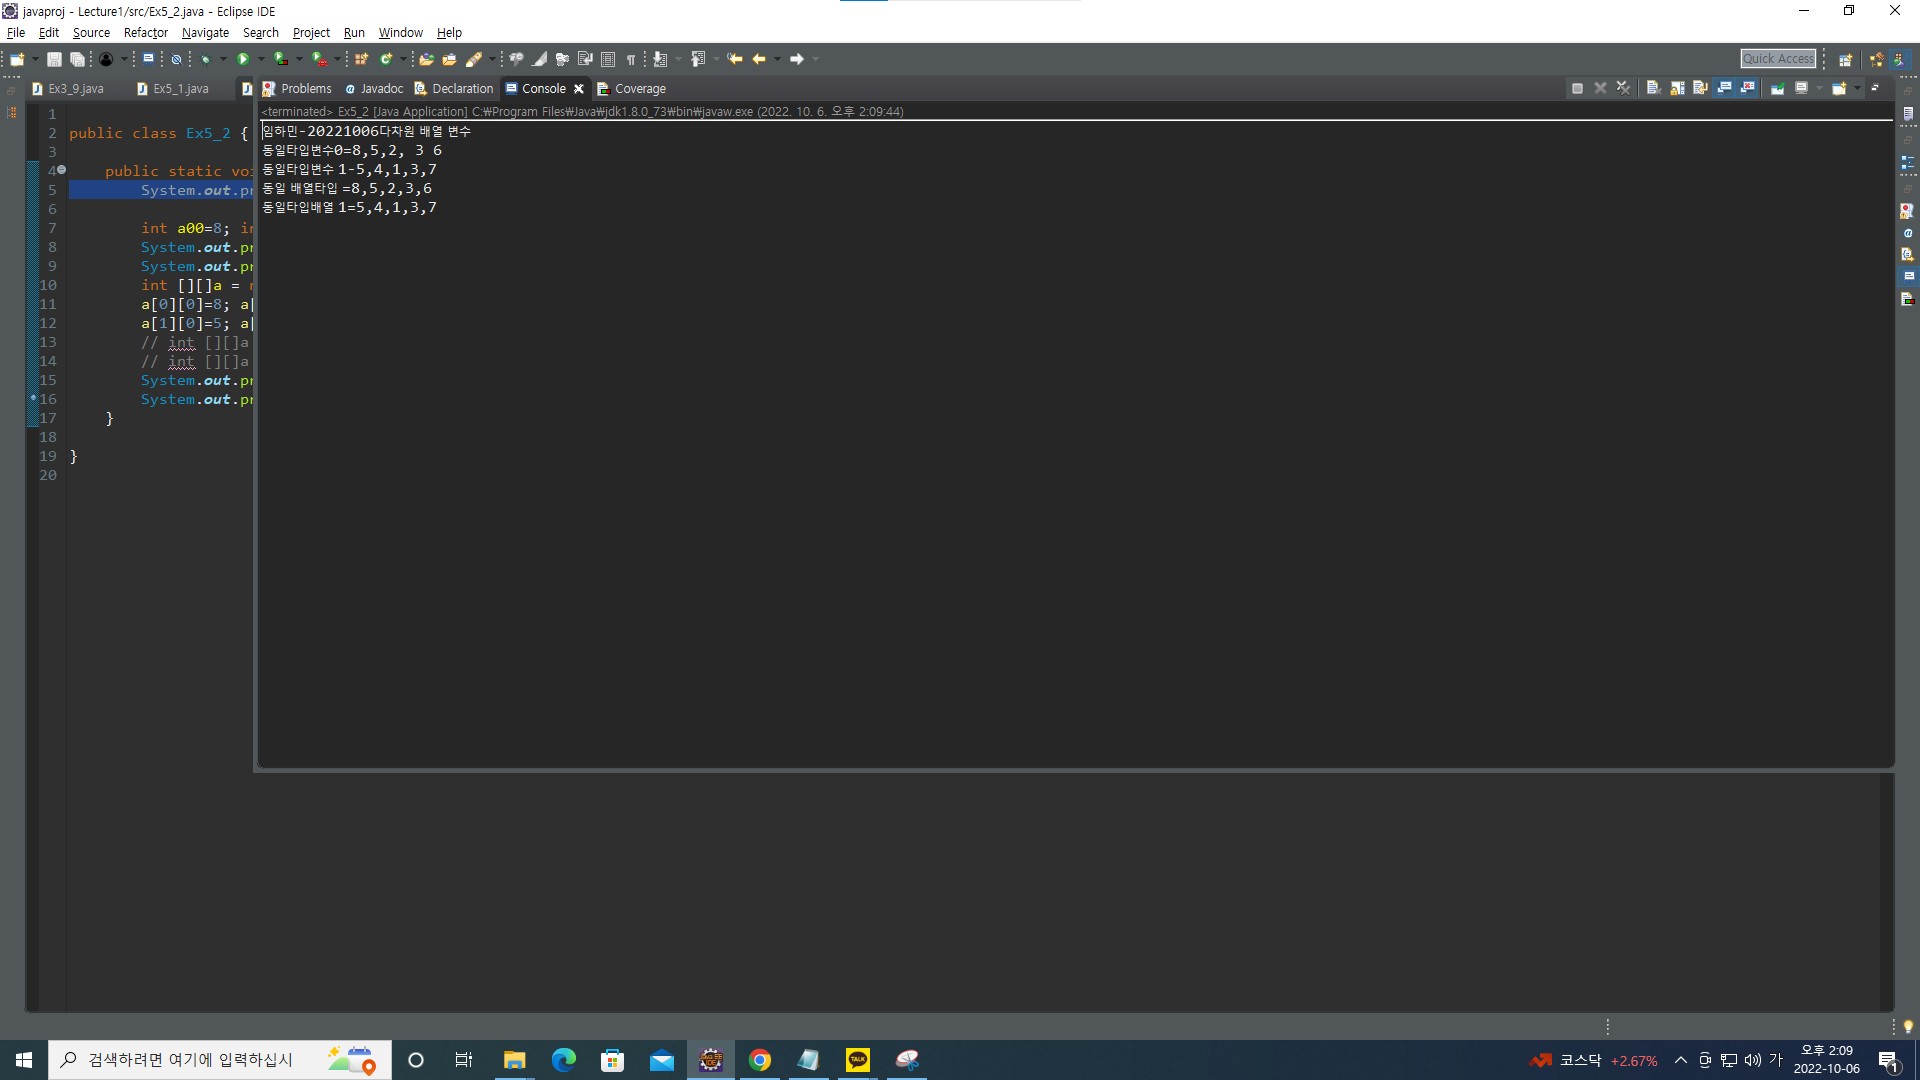 javaproj - Lecture1/src/Ex5_2.java - Eclipse IDE
File Edit Source Refactor Navigate Search Project Run Window Help
Quick Access
Ex3_9.java Ex5_1.java
Problems Javadoc Declaration Console Coverage
<terminated> Ex5_2 [Java Application] C:₩Program Files₩Java₩jdk1.8.0_73₩bin₩javaw.exe (2022. 10. 6. 오후 2:09:44)
임하민-20221006다차원 배열 변수
동일타입변수0=8,5,2, 3 6
동일타입변수 1-5,4,1,3,7
동일 배열타입 =8,5,2,3,6
동일타입배열 1=5,4,1,3,7
1
2 public class Ex5_2 {
3
4 public static voi
5 System.out.pr
6
7 int a00=8; in
8 System.out.pr
9 System.out.pr
10 int [][]a = n
11 a[0][0]=8; a[
12 a[1][0]=5; a[
13 // int [][]a
14 // int [][]a
15 System.out.pr
16 System.out.pr
17 }
18
19 }
20
검색하려면 여기에 입력하십시
TALK
코스닥 +2.67%
가
오후 2:09
2022-10-06
1